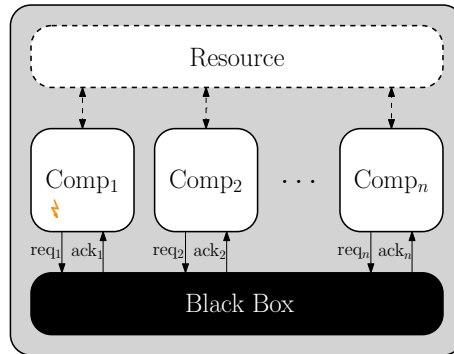 Resource
Comp₁ Comp₂ ... Compₙ
req₁ ack₁ req₂ ack₂ reqₙ ackₙ
Black Box